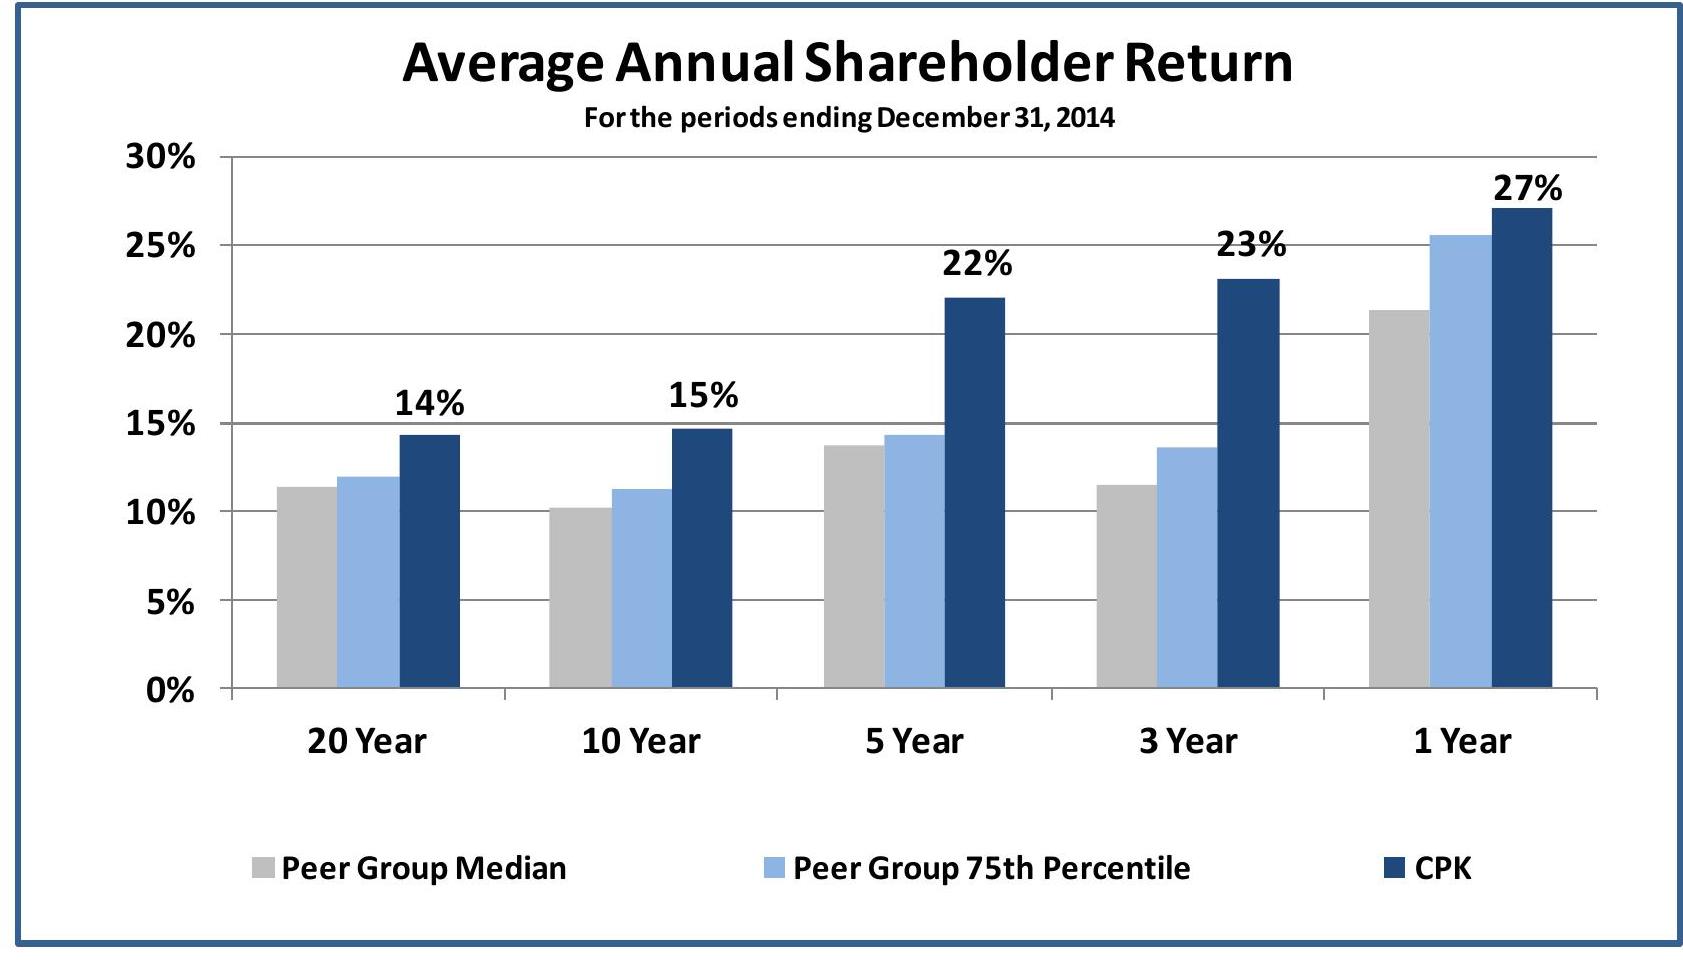 Average Annual Shareholder Return
For the periods ending December 31, 2014
30%
25%
20%
15%
10%
5%
0%
14%
15%
22%
23%
27%
20 Year
10 Year
5 Year
3 Year
1 Year
Peer Group Median
Peer Group 75th Percentile
CPK